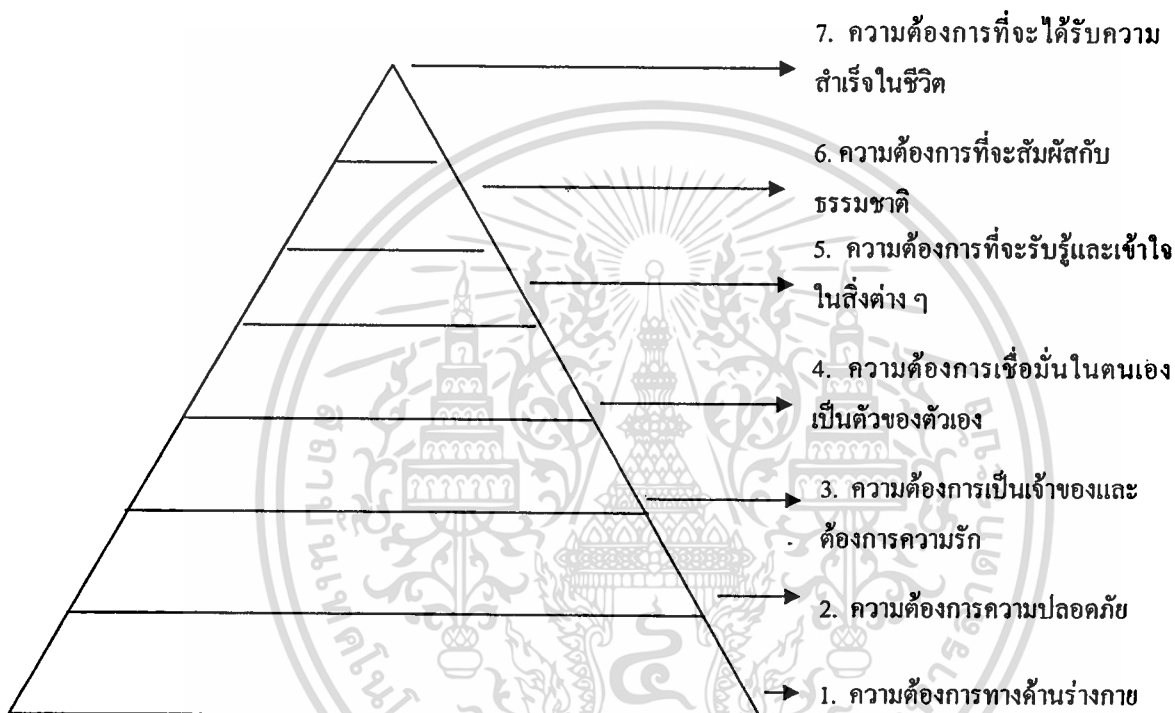 7. ความต้องการที่จะได้รับความ
สำเร็จในชีวิต
6. ความต้องการที่จะสัมผัสกับ
ธรรมชาติ
5. ความต้องการที่จะรับรู้และเข้าใจ
ในสิ่งต่าง ๆ
4. ความต้องการเชื่อมั่นในตนเอง
เป็นตัวของตัวเอง
3. ความต้องการเป็นเจ้าของและ
ต้องการความรัก
2. ความต้องการความปลอดภัย
1. ความต้องการทางด้านร่างกาย